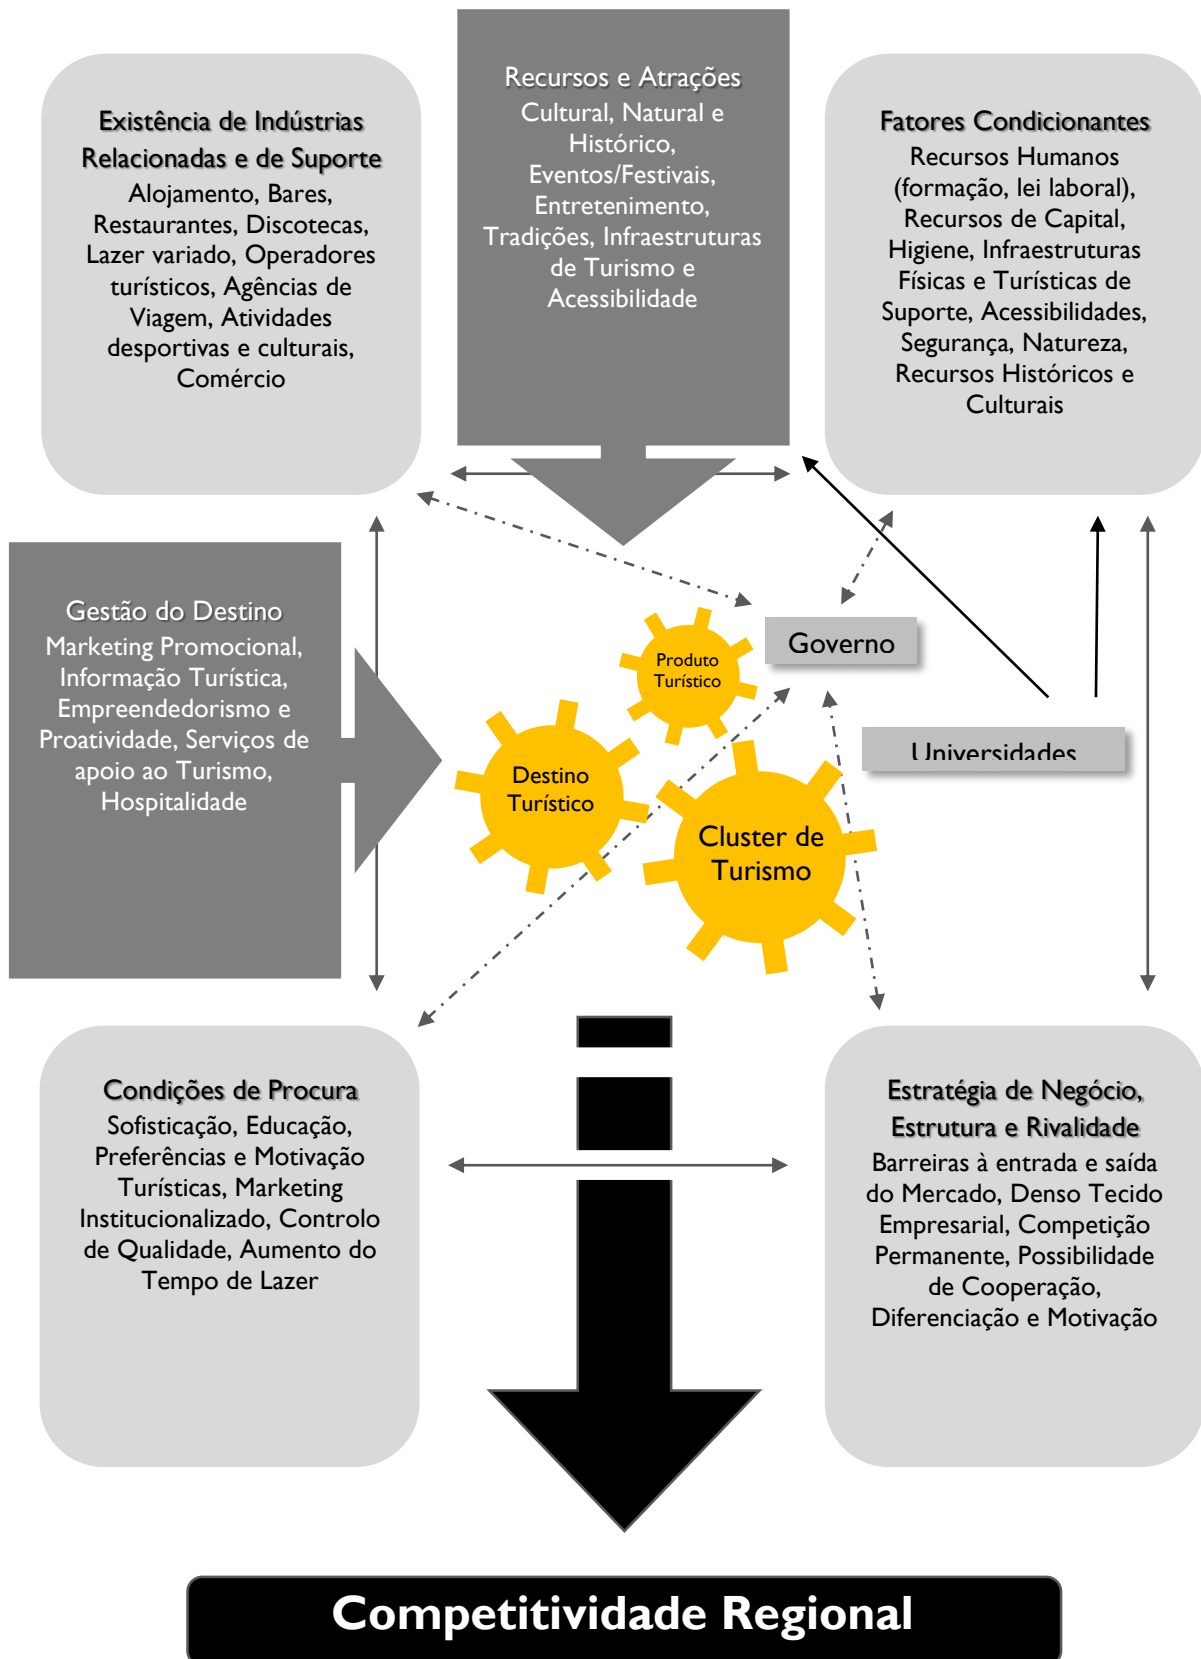 Recursos e Atrações
Cultural, Natural e
Histórico,
Eventos/Festivais,
Entretenimento,
Tradições, Infraestruturas
de Turismo e
Acessibilidade
Existência de Indústrias
Relacionadas e de Suporte
Alojamento, Bares,
Restaurantes, Discotecas,
Lazer variado, Operadores
turísticos, Agências de
Viagem, Atividades
desportivas e culturais,
Comércio
Fatores Condicionantes
Recursos Humanos
(formação, lei laboral),
Recursos de Capital,
Higiene, Infraestruturas
Físicas e Turísticas de
Suporte, Acessibilidades,
Segurança, Natureza,
Recursos Históricos e
Culturais
Gestão do Destino
Marketing Promocional,
Informação Turística,
Empreendedorismo e
Proatividade, Serviços de
apoio ao Turismo,
Hospitalidade
Produto
Turístico
Governo
Universidades
Destino
Turístico
Cluster de
Turismo
Condições de Procura
Sofisticação, Educação,
Preferências e Motivação
Turísticas, Marketing
Institucionalizado, Controlo
de Qualidade, Aumento do
Tempo de Lazer
Estratégia de Negócio,
Estrutura e Rivalidade
Barreiras à entrada e saída
do Mercado, Denso Tecido
Empresarial, Competição
Permanente, Possibilidade
de Cooperação,
Diferenciação e Motivação
Competitividade Regional